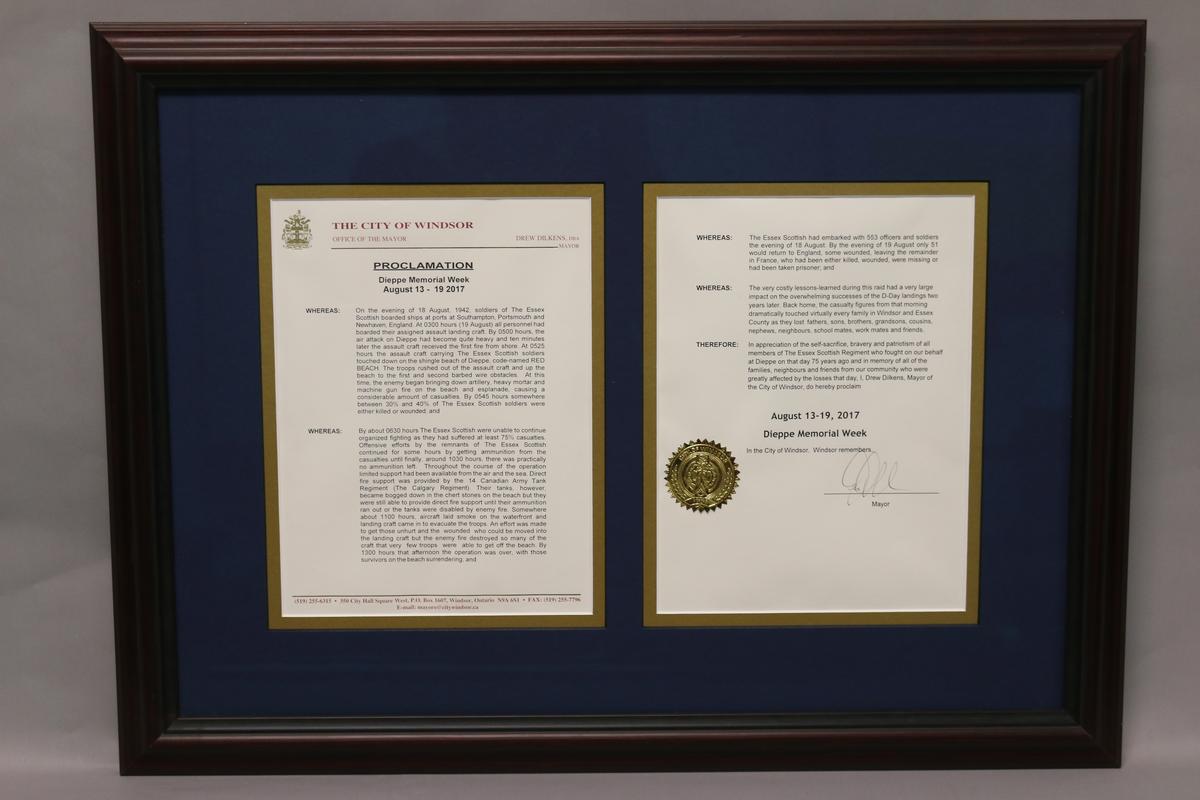 THE CITY OF WINDSOR
OFFICE OF THE MAYOR
DREW DILKENS, DBA
MAYOR
PROCLAMATION
Dieppe Memorial Week
August 13 - 19 2017
WHEREAS: On the evening of 18 August, 1942, soldiers of The Essex
Scottish boarded ships at ports at Southampton, Portsmouth and
Newhaven, England. At 0300 hours (19 August) all personnel had
boarded their assigned assault landing craft. By 0500 hours, the
air attack on Dieppe had become quite heavy and ten minutes
later the assault craft received the first fire from shore. At 0525
hours the assault craft carrying The Essex Scottish soldiers
touched down on the shingle beach of Dieppe, code-named RED
BEACH. The troops rushed out of the assault craft and up the
beach to the first and second barbed wire obstacles. At this
time, the enemy began bringing down artillery, heavy mortar and
machine gun fire on the beach and esplanade, causing a
considerable amount of casualties. By 0545 hours somewhere
between 30% and 40% of The Essex Scottish soldiers were
either killed or wounded; and
WHEREAS: By about 0630 hours The Essex Scottish were unable to continue
organized fighting as they had suffered at least 75% casualties.
Offensive efforts by the remnants of The Essex Scottish
continued for some hours by getting ammunition from the
casualties until finally, around 1030 hours, there was practically
no ammunition left. Throughout the course of the operation
limited support had been available from the air and the sea. Direct
fire support was provided by the 14 Canadian Army Tank
Regiment (The Calgary Regiment). Their tanks, however,
became bogged down in the chert stones on the beach but they
were still able to provide direct fire support until their ammunition
ran out or the tanks were disabled by enemy fire. Somewhere
about 1100 hours, aircraft laid smoke on the waterfront and
landing craft came in to evacuate the troops. An effort was made
to get those unhurt and the wounded who could be moved into
the landing craft but the enemy fire destroyed so many of the
craft that very few troops were able to get off the beach. By
1300 hours that afternoon the operation was over, with those
survivors on the beach surrendering; and
(519) 255-6315 • 350 City Hall Square West, P.O. Box 1607, Windsor, Ontario N9A 6S1 • FAX: (519) 255-7796
E-mail: mayoro@citywindsor.ca
WHEREAS: The Essex Scottish had embarked with 553 officers and soldiers
the evening of 18 August. By the evening of 19 August only 51
would return to England, some wounded, leaving the remainder
in France, who had been either killed, wounded, were missing or
had been taken prisoner; and
WHEREAS: The very costly lessons-learned during this raid had a very large
impact on the overwhelming successes of the D-Day landings two
years later. Back home, the casualty figures from that morning
dramatically touched virtually every family in Windsor and Essex
County as they lost fathers, sons, brothers, grandsons, cousins,
nephews, neighbours, school mates, work mates and friends.
THEREFORE: In appreciation of the self-sacrifice, bravery and patriotism of all
members of The Essex Scottish Regiment who fought on our behalf
at Dieppe on that day 75 years ago and in memory of all of the
families, neighbours and friends from our community who were
greatly affected by the losses that day, I, Drew Dilkens, Mayor of
the City of Windsor, do hereby proclaim
August 13-19, 2017
Dieppe Memorial Week
In the City of Windsor. Windsor remembers.
Mayor